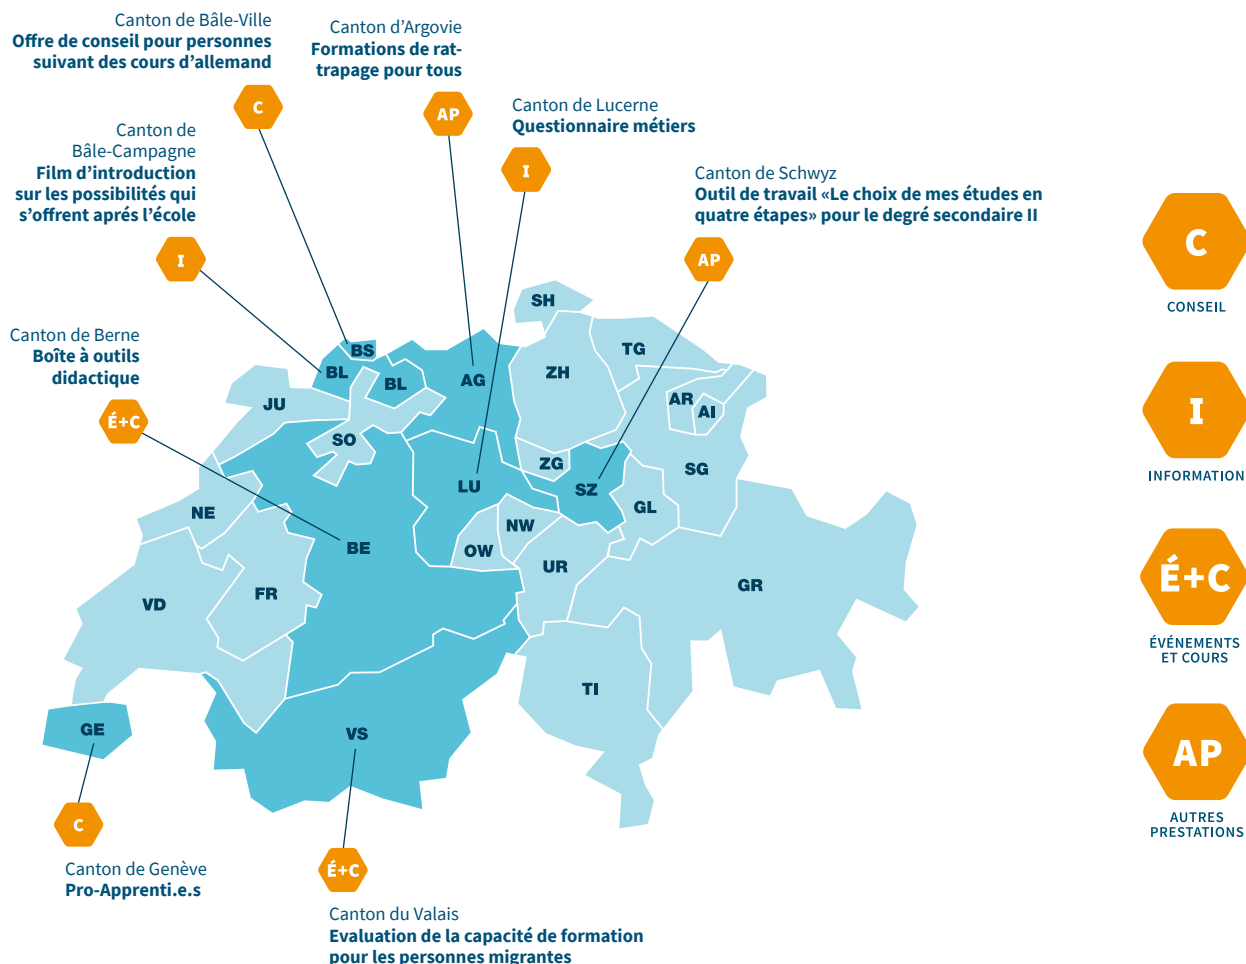 Canton de Bâle-Ville
Offre de conseil pour personnes
suivant des cours d’allemand
C
Canton d’Argovie
Formations de rat-
trapage pour tous
AP
Canton de Lucerne
Questionnaire métiers
I
Canton de
Bâle-Campagne
Film d’introduction
sur les possibilités qui
s’offrent aprés l’école
I
Canton de Schwyz
Outil de travail «Le choix de mes études en
quatre étapes» pour le degré secondaire II
AP
Canton de Berne
Boîte à outils
didactique
É+C
SH
BS
BL
BL
AG
ZH
TG
JU
SO
AR
AI
ZG
SG
LU
SZ
NE
GL
NW
OW
BE
UR
FR
VD
GR
TI
GE
VS
C
Canton de Genève
Pro-Apprenti.e.s
É+C
Canton du Valais
Evaluation de la capacité de formation
pour les personnes migrantes
C
CONSEIL
I
INFORMATION
É+C
ÉVÉNEMENTS
ET COURS
AP
AUTRES
PRESTATIONS